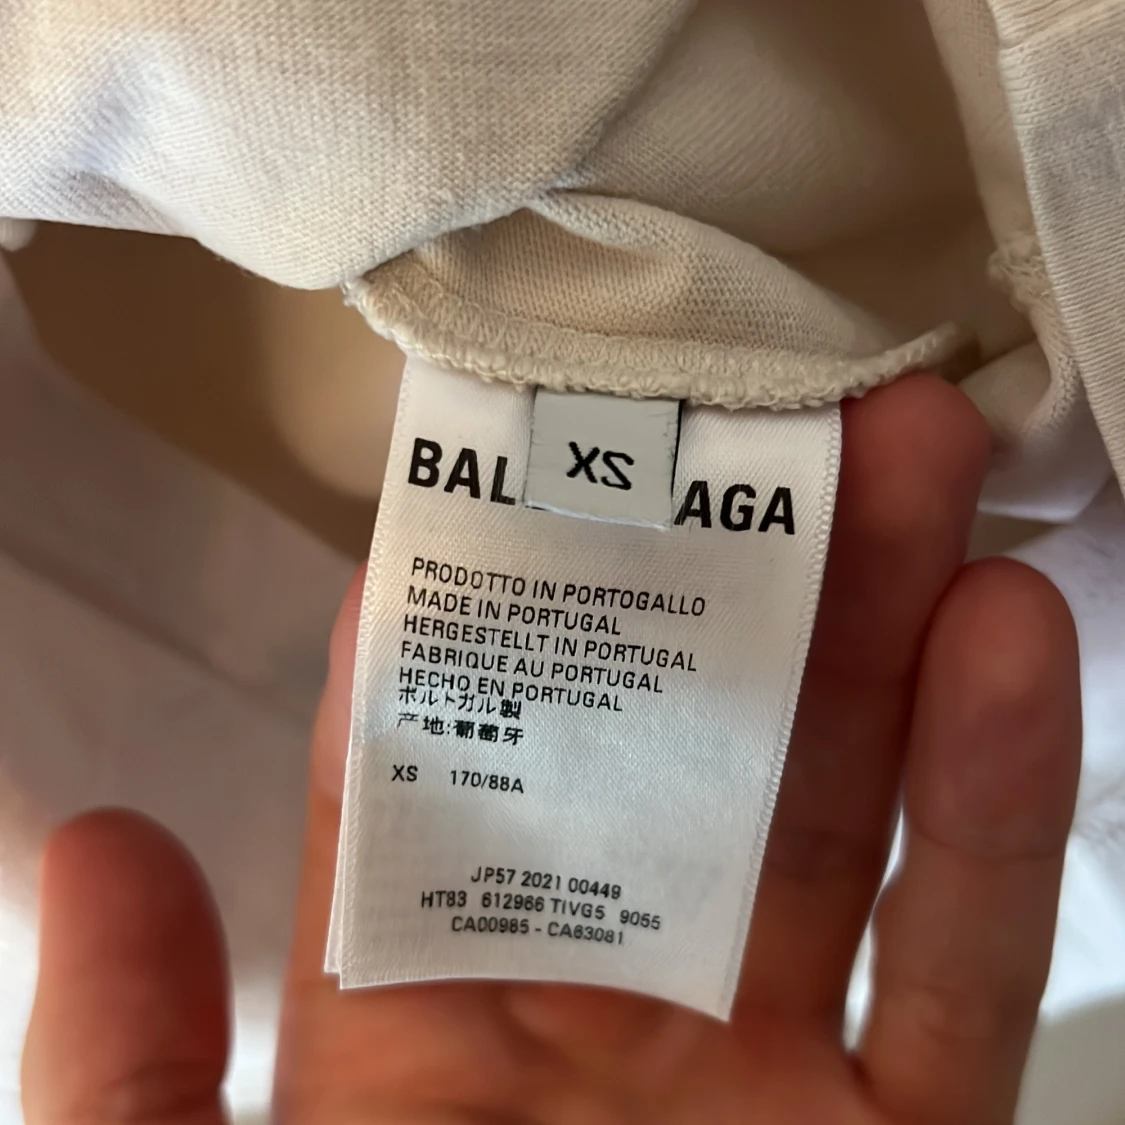 XS
BAL AGA
PRODOTTO IN PORTOGALLO
MADE IN PORTUGAL
HERGESTELLT IN PORTUGAL
FABRIQUE AU PORTUGAL
HECHO EN PORTUGAL
ポルトガル製
产地:葡萄牙
XS 170/88A
JP57 2021 00449
HT83 612966 TIVG5 9055
CA00985 - CA63081